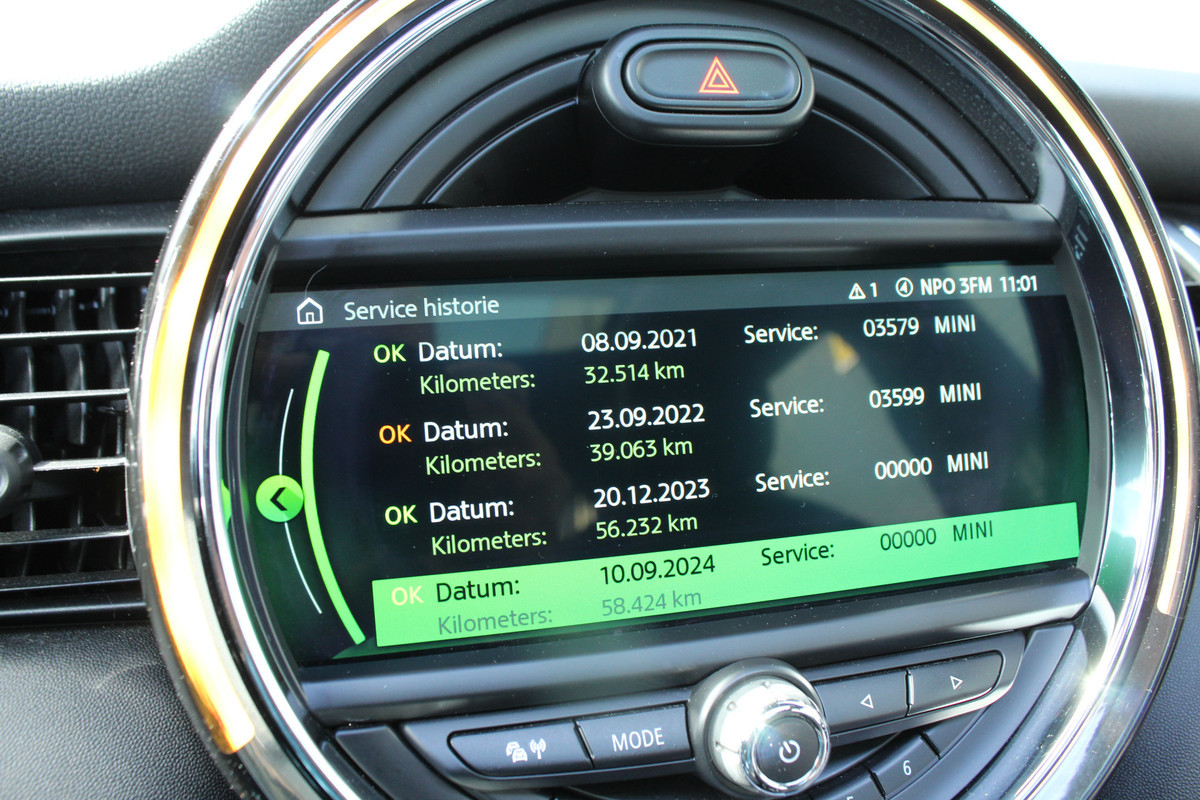 Service historie 1 4 NPO 3FM 11:01
OK Datum: 08.09.2021 Service: 03579 MINI
Kilometers: 32.514 km
OK Datum: 23.09.2022 Service: 03599 MINI
Kilometers: 39.063 km
OK Datum: 20.12.2023 Service: 00000 MINI
Kilometers: 56.232 km
OK Datum: 10.09.2024 Service: 00000 MINI
Kilometers: 58.424 km
MODE
6